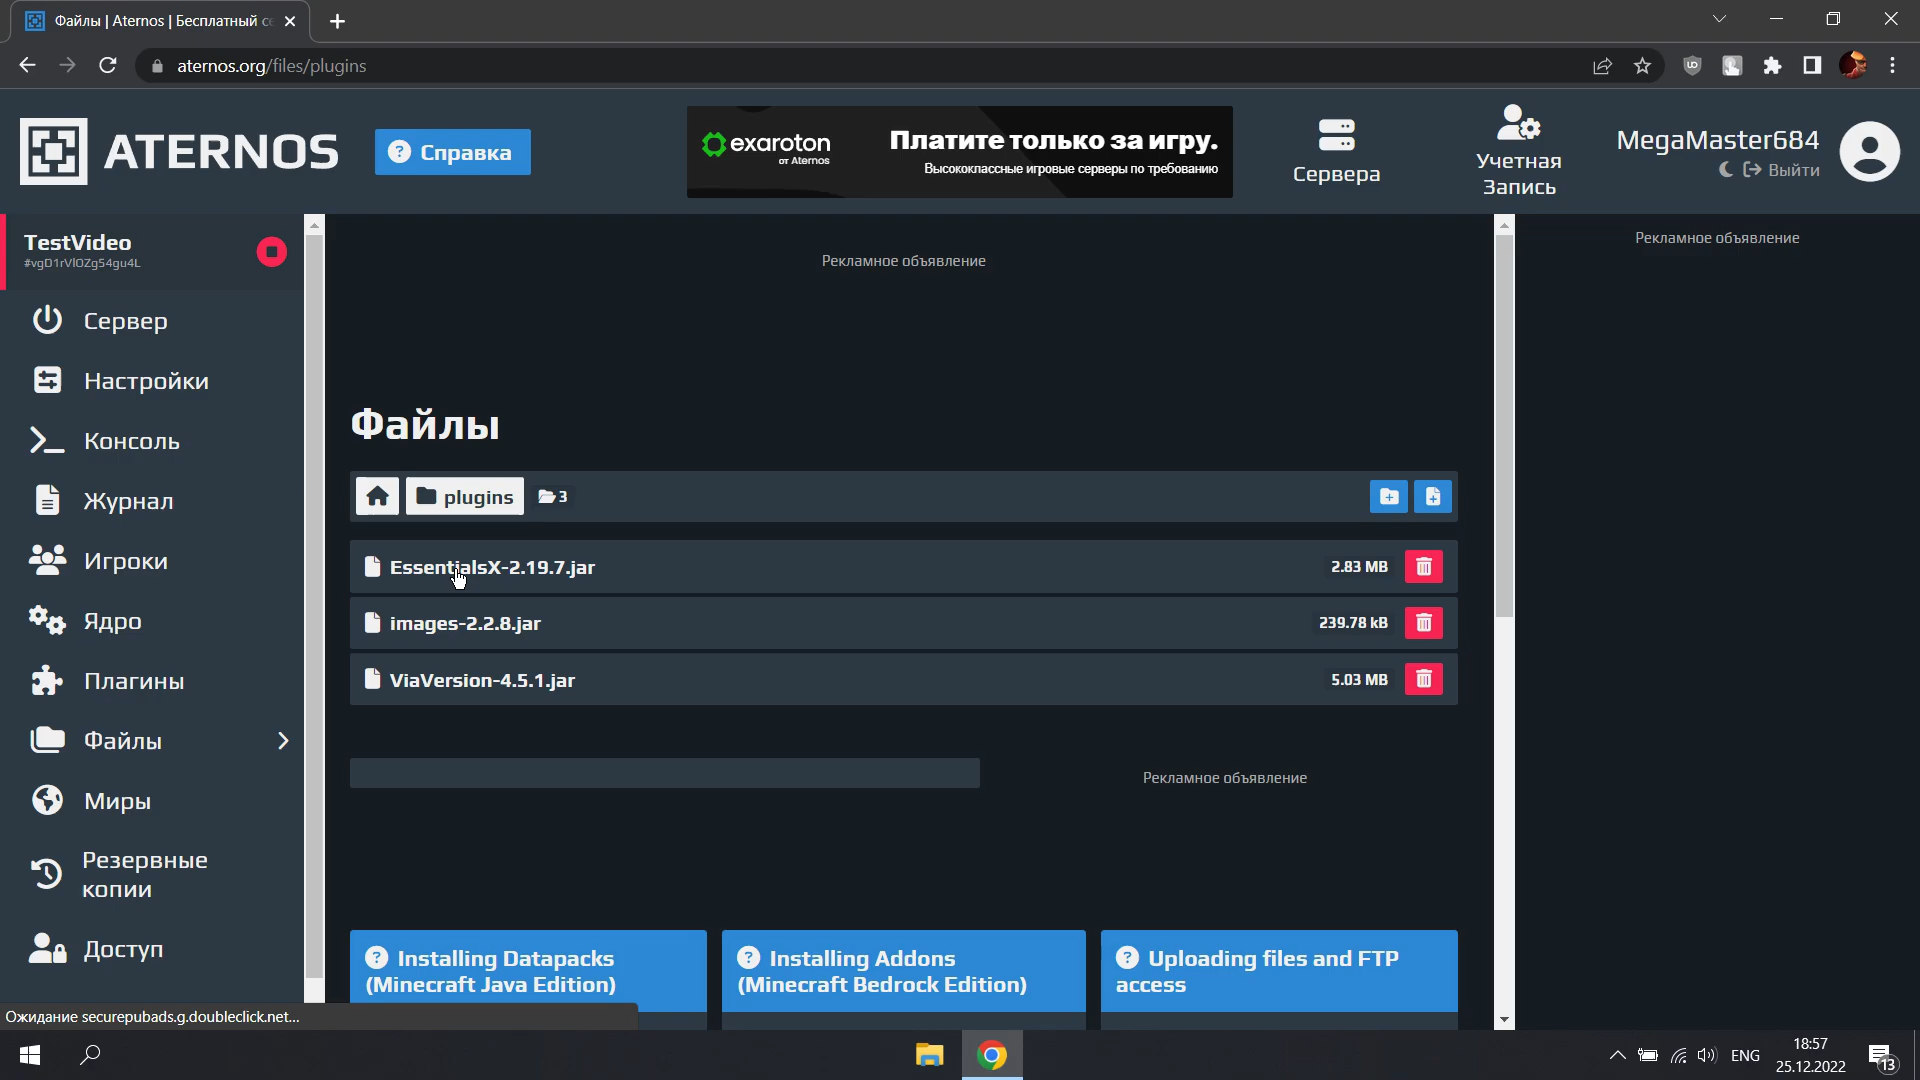 Файлы | Aternos | Бесплатный се
aternos.org/files/plugins
ATERNOS
Справка
exaroton
от Aternos
Платите только за игру.
Высококлассные игровые серверы по требованию
Сервера
Учетная
Запись
MegaMaster684
Выйти
TestVideo
Сервер
Настройки
Консоль
Журнал
Игроки
Ядро
Плагины
Файлы
Миры
Резервные
копии
Доступ
Рекламное объявление
Рекламное объявление
Файлы
plugins
3
EssentialsX-2.19.7.jar
2.83 MB
images-2.2.8.jar
239.78 kB
ViaVersion-4.5.1.jar
5.03 MB
Рекламное объявление
Installing Datapacks
(Minecraft Java Edition)
Installing Addons
(Minecraft Bedrock Edition)
Uploading files and FTP
access
Ожидание securepubads.g.doubleclick.net...
ENG
18:57
25.12.2022
13